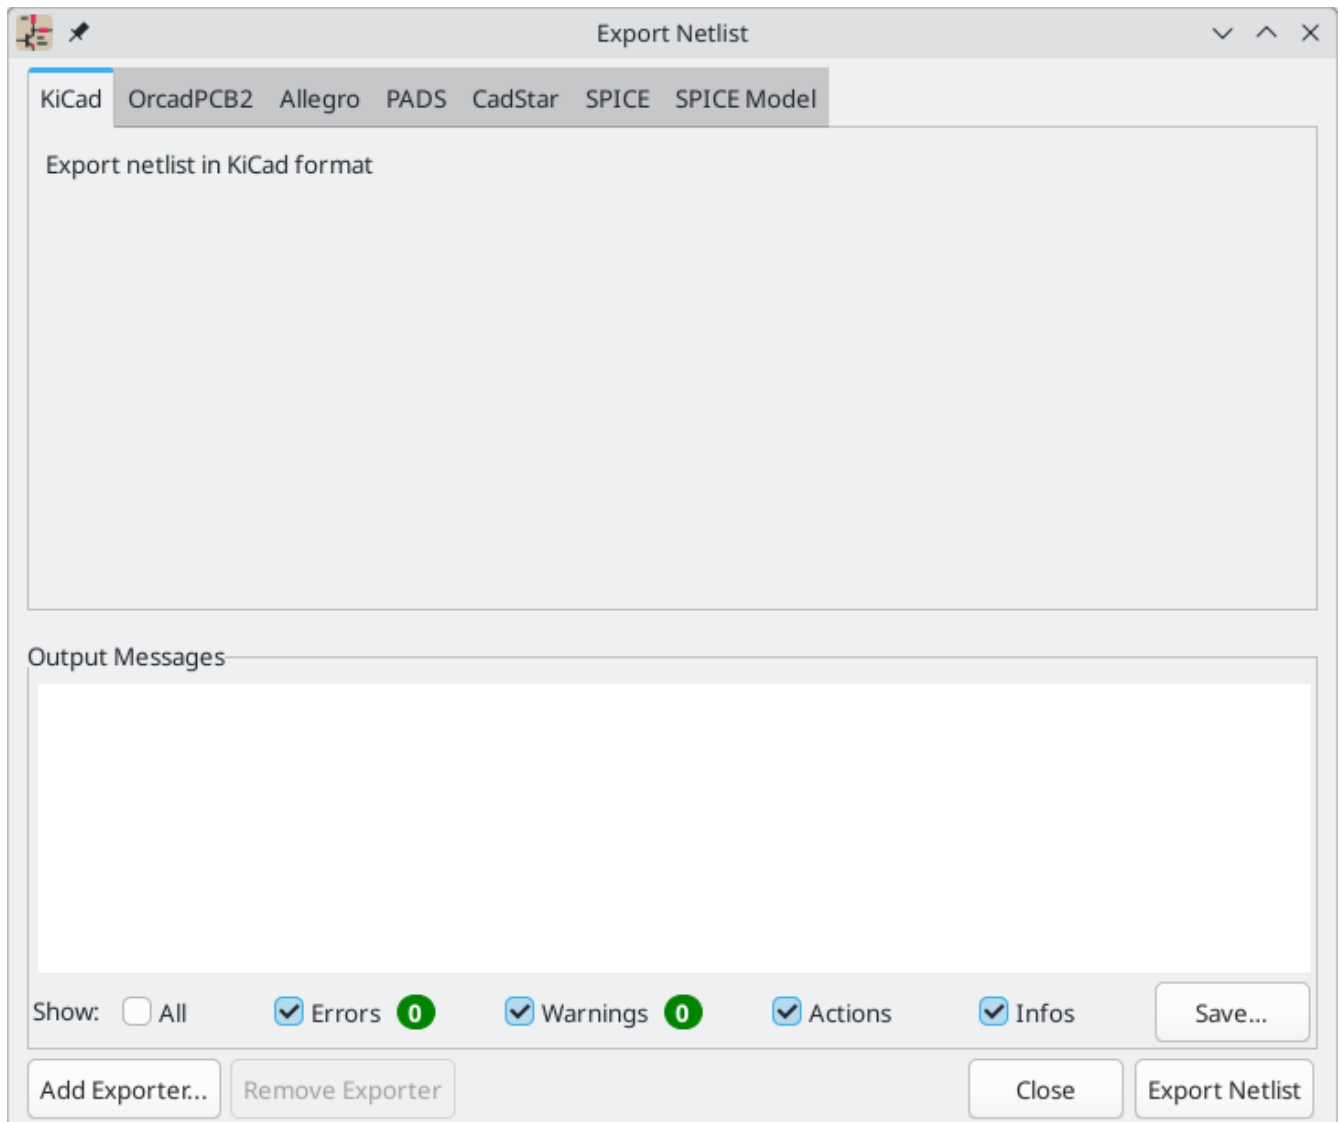 Export Netlist
KiCad OrcadPCB2 Allegro PADS CadStar SPICE SPICE Model
Export netlist in KiCad format
Output Messages
Show: All Errors 0 Warnings 0 Actions Infos Save...
Add Exporter... Remove Exporter Close Export Netlist